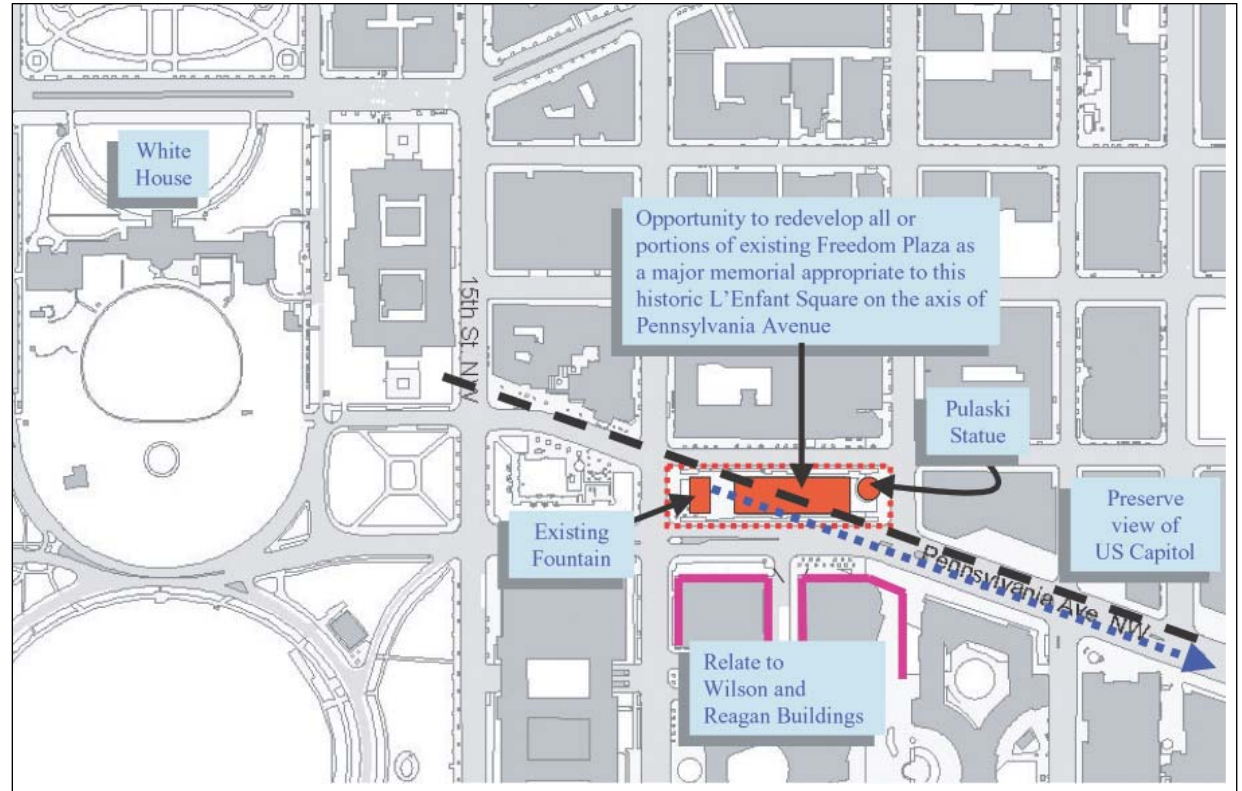 White
House
Opportunity to redevelop all or
portions of existing Freedom Plaza as
a major memorial appropriate to this
historic L’Enfant Square on the axis of
Pennsylvania Avenue
15th St. NW
Pulaski
Statue
Existing
Fountain
Preserve
view of
US Capitol
Pennsylvania Ave. NW
Relate to
Wilson and
Reagan Buildings